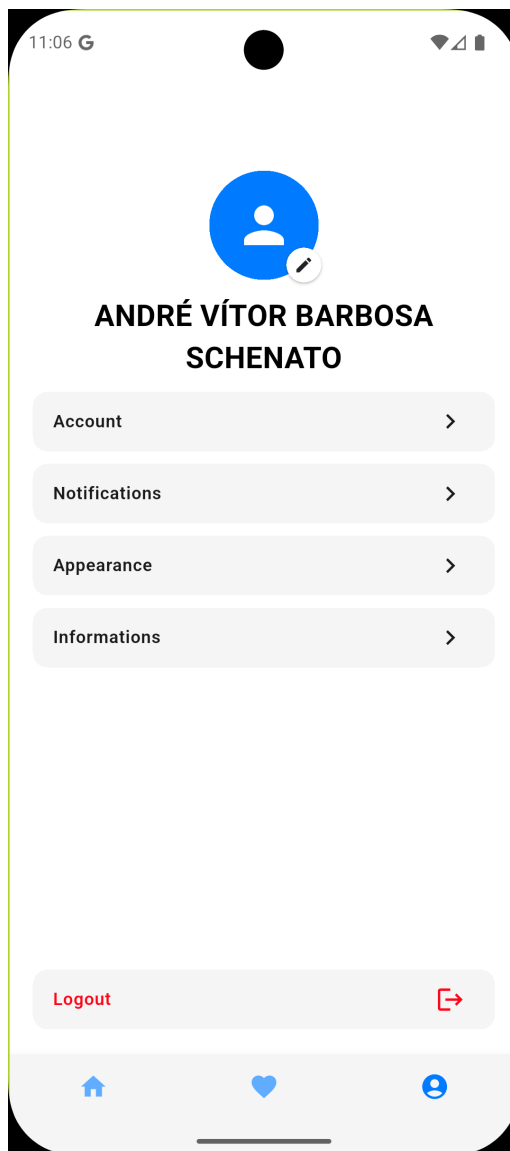 11:06 G
ANDRÉ VÍTOR BARBOSA
SCHENATO
Account
Notifications
Appearance
Informations
Logout